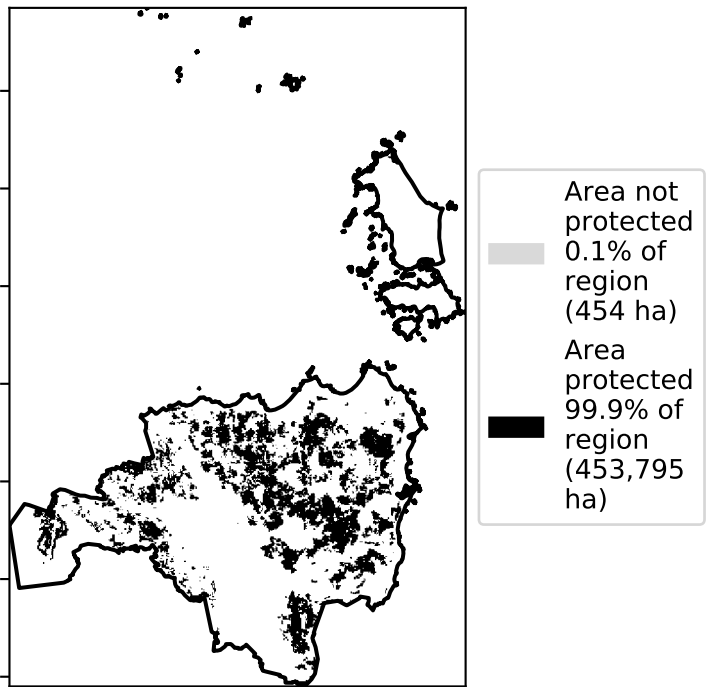 Area not
protected
0.1% of
region
(454 ha)
Area
protected
99.9% of
region
(453,795
ha)